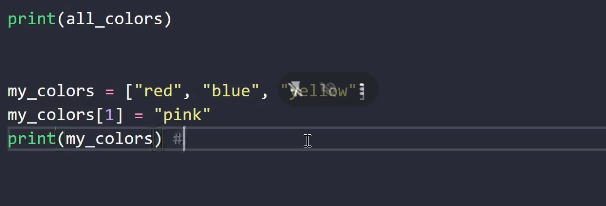 print(all_colors)
my_colors = ["red", "blue", "yellow"]
my_colors[1] = "pink"
print(my_colors) #